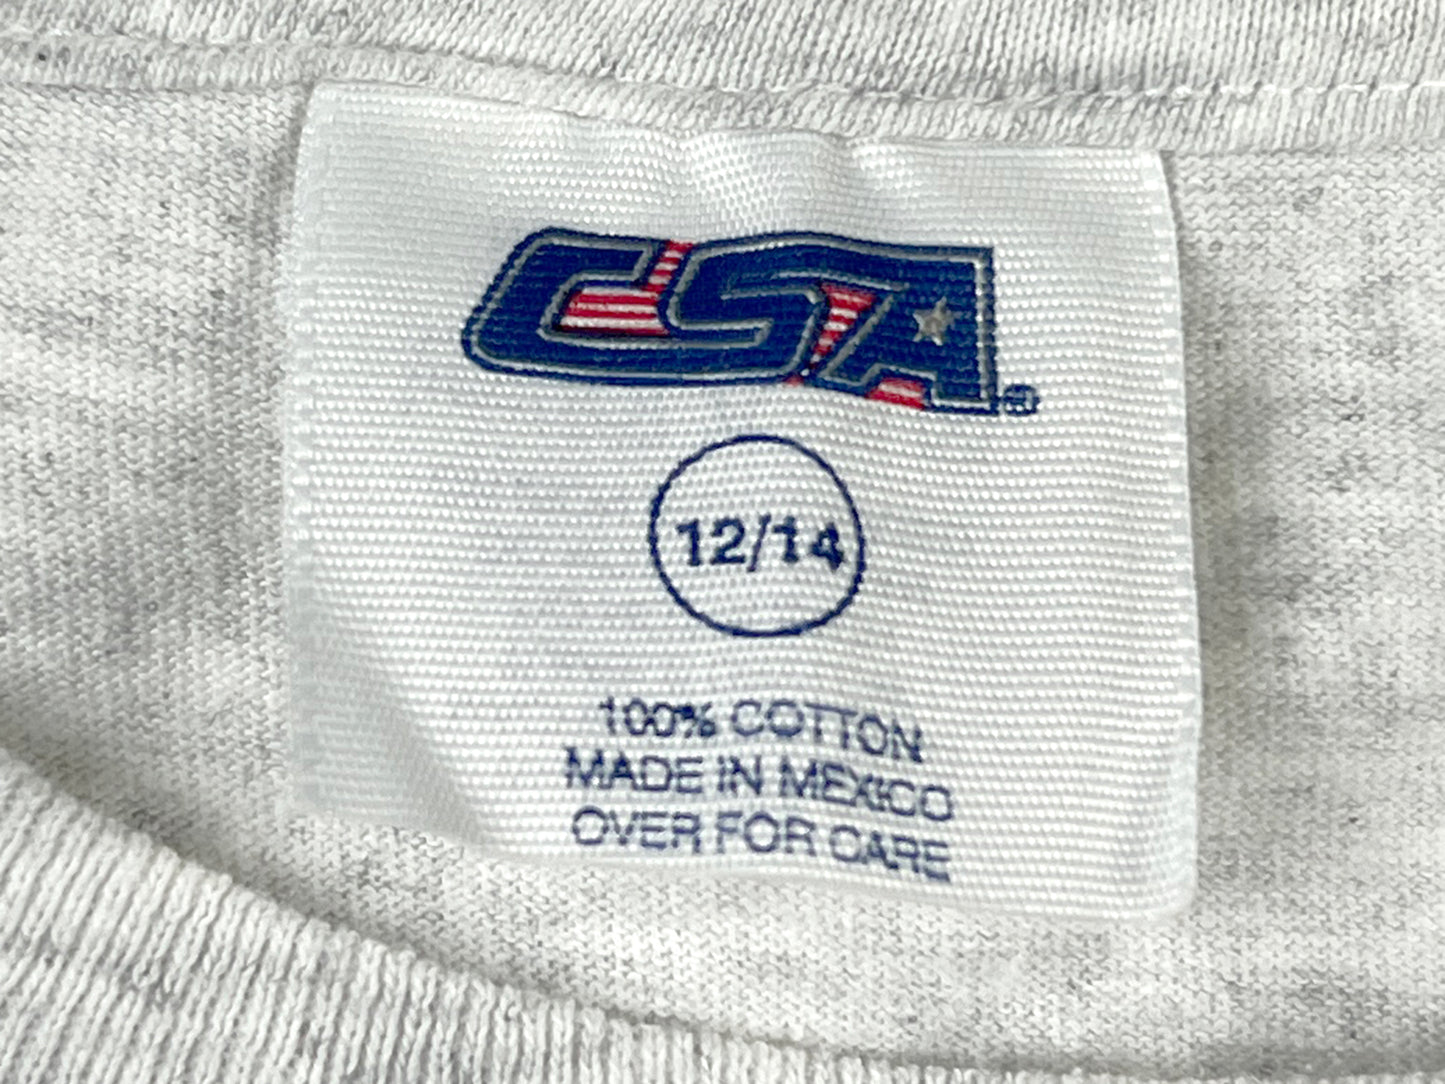 CSA®
12/14
100% COTTON
MADE IN MEXICO
OVER FOR CARE